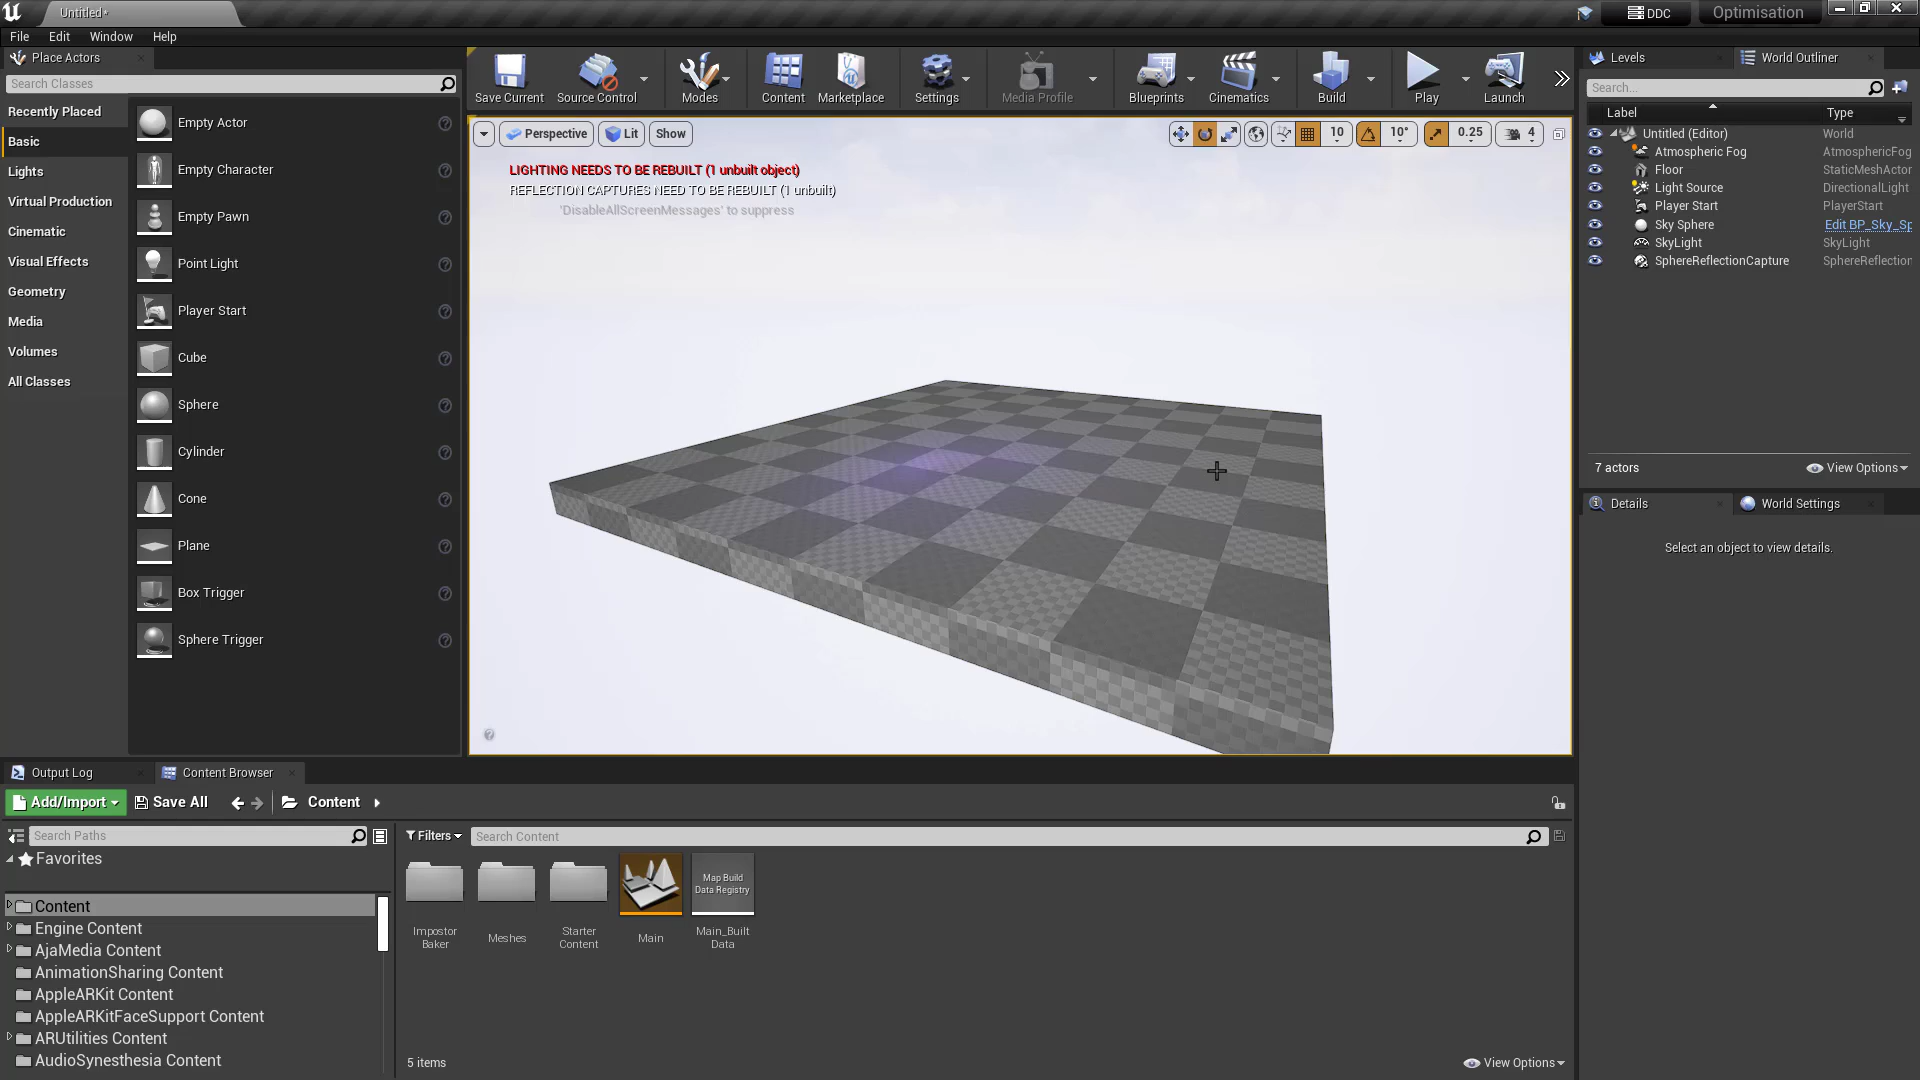 Untitled*
DDC
Optimisation
File Edit Window Help
Place Actors
Search Classes
Recently Placed
Basic
Lights
Virtual Production
Cinematic
Visual Effects
Geometry
Media
Volumes
All Classes
Empty Actor
Empty Character
Empty Pawn
Point Light
Player Start
Cube
Sphere
Cylinder
Cone
Plane
Box Trigger
Sphere Trigger
Save Current
Source Control
Modes
Content
Marketplace
Settings
Media Profile
Blueprints
Cinematics
Build
Play
Launch
Perspective Lit Show
10 10° 0.25 4
LIGHTING NEEDS TO BE REBUILT (1 unbuilt object)
REFLECTION CAPTURES NEED TO BE REBUILT (1 unbuilt)
'DisableAllScreenMessages' to suppress
Levels World Outliner
Search...
Label Type
Untitled (Editor) World
Atmospheric Fog AtmosphericFog
Floor StaticMeshActor
Light Source DirectionalLight
Player Start PlayerStart
Sky Sphere Edit BP_Sky_Sp
SkyLight SkyLight
SphereReflectionCapture SphereReflection
7 actors View Options
Details World Settings
Select an object to view details.
Output Log Content Browser
Add/Import Save All Content
Search Paths
Favorites
Content
Engine Content
AjaMedia Content
AnimationSharing Content
AppleARKit Content
AppleARKitFaceSupport Content
ARUtilities Content
AudioSynesthesia Content
Filters Search Content
Map Build
Data Registry
Impostor
Baker
Meshes
Starter
Content
Main
Main_Built
Data
5 items View Options